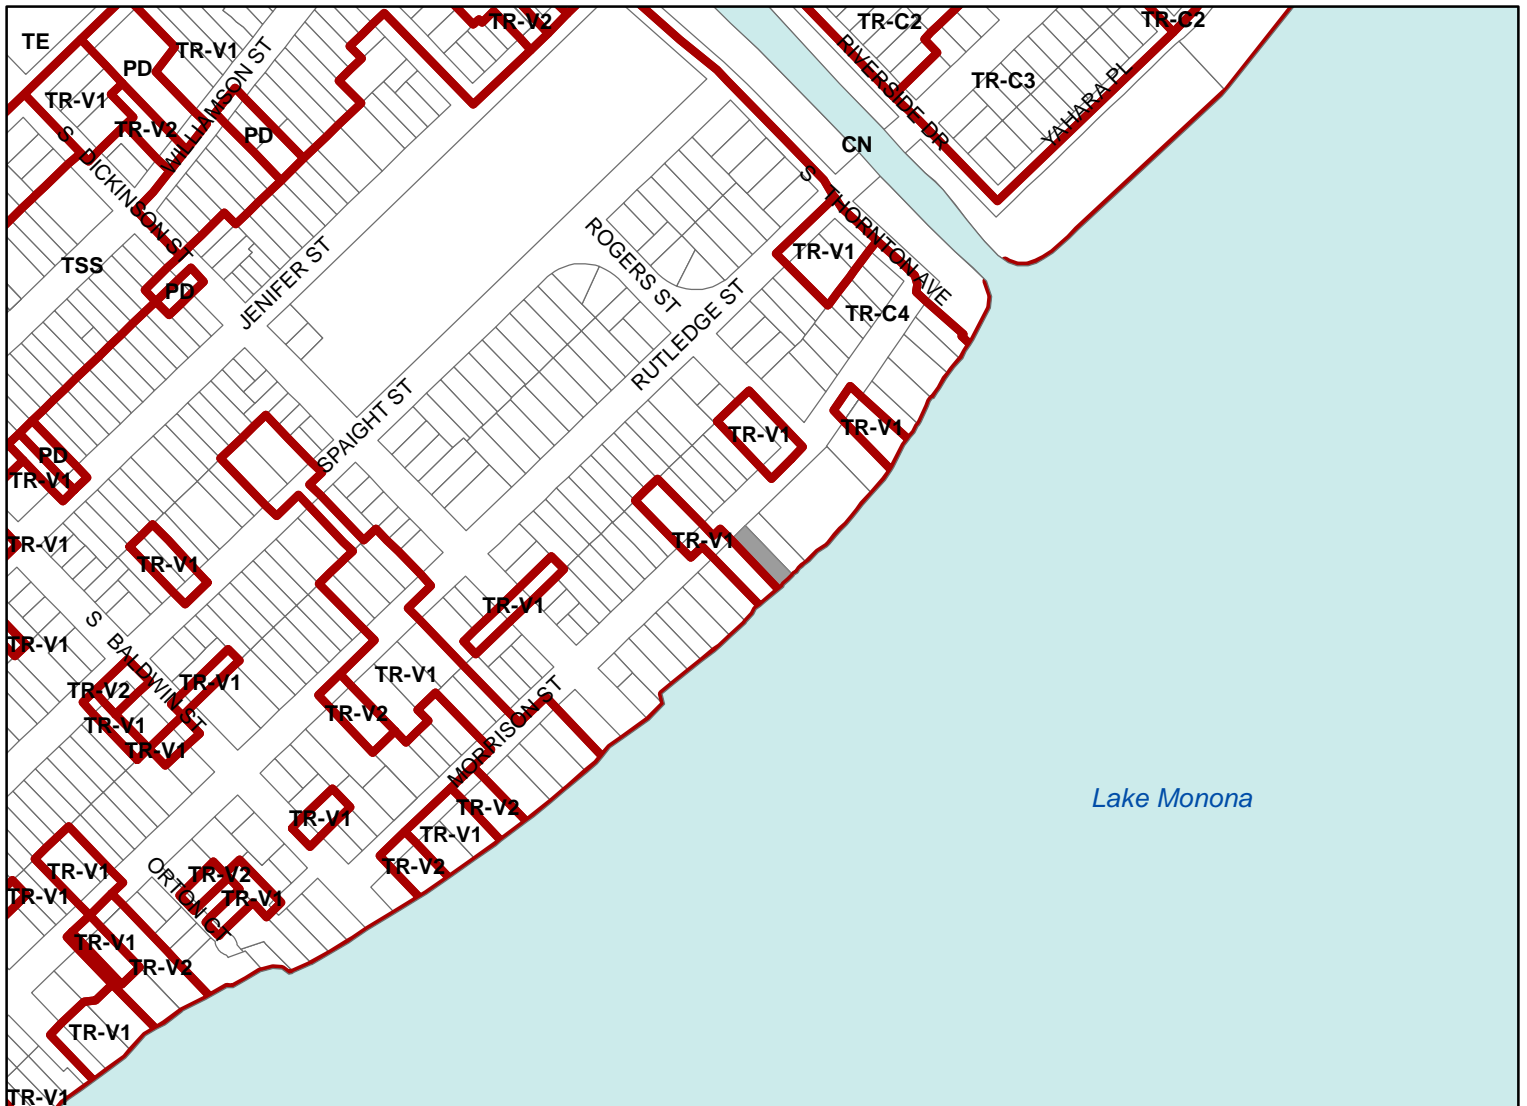 TR-V2
TR-C2
TR-C2
TE
TR-V1
PD
RIVERSIDE DR
TR-C3
TR-V1
WILLIAMSON ST
YAHARA PL
TR-V2
PD
CN
S DICKINSON ST
S THORNTON AVE
ROGERS ST
TR-V1
TSS
JENIFER ST
PD
RUTLEDGE ST
TR-C4
SPAIGHT ST
TR-V1
TR-V1
PD
TR-V1
TR-V1
TR-V1
TR-V1
TR-V1
S BALDWIN ST
TR-V1
TR-V1
TR-V1
TR-V2
TR-V1
TR-V2
MORRISON ST
TR-V1
TR-V1
Lake Monona
TR-V2
TR-V1
TR-V1
TR-V2
ORTON CT
TR-V1
TR-V2
TR-V1
TR-V1
TR-V1
TR-V2
TR-V1
TR-V1